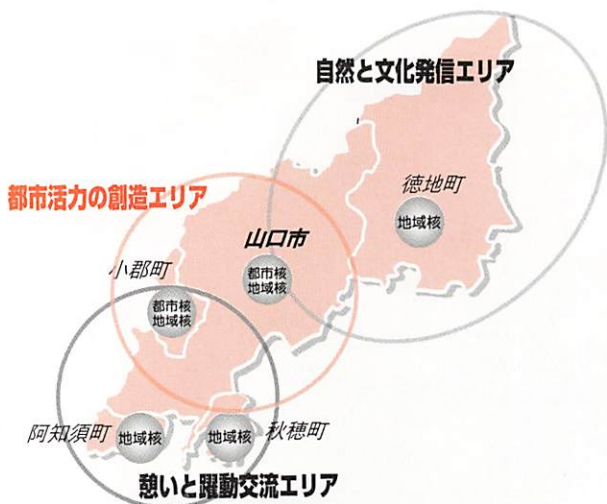 自然と文化発信エリア
徳地町
地域核
都市活力の創造エリア
山口市
都市核
地域核
小郡町
都市核
地域核
阿知須町
地域核
地域核
秋穂町
憩いと躍動交流エリア